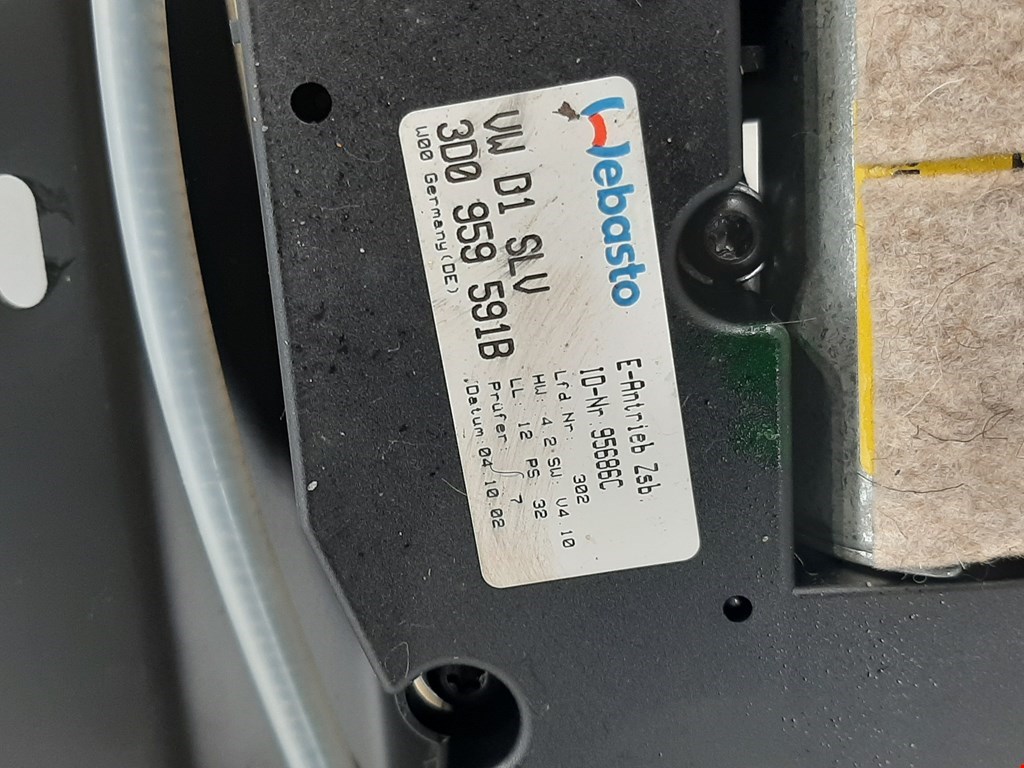 Webasto
E-Antrieb Zsb.
ID-Nr. 95686C
Lfd Nr: 302
HW: 4.2 SW: V4.10
LL: 12 PS 32
Prüfer 7
Datum: 04.10.02
VW D1 SLV
3D0 959 591B
W00 Germany(DE)